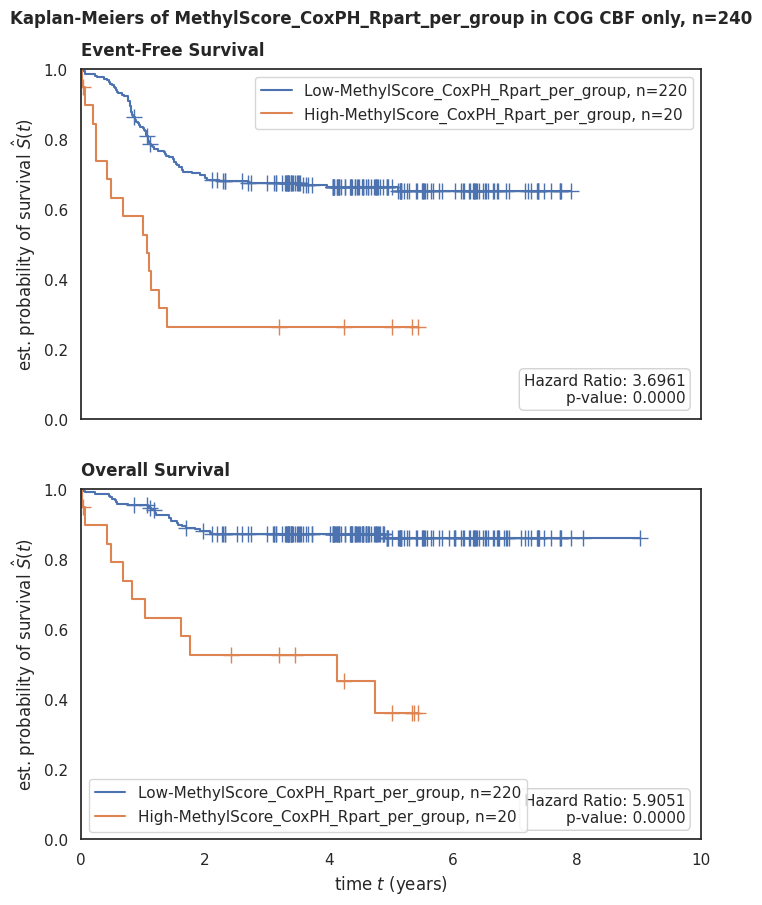 Kaplan-Meiers of MethylScore_CoxPH_Rpart_per_group in COG CBF only, n=240
Event-Free Survival
1.0
0.8
0.6
0.4
0.2
0.0
est. probability of survival Ŝ(t)
Low-MethylScore_CoxPH_Rpart_per_group, n=220
High-MethylScore_CoxPH_Rpart_per_group, n=20
Hazard Ratio: 3.6961
p-value: 0.0000
Overall Survival
1.0
0.8
0.6
0.4
0.2
0.0
est. probability of survival Ŝ(t)
Low-MethylScore_CoxPH_Rpart_per_group, n=220
High-MethylScore_CoxPH_Rpart_per_group, n=20
Hazard Ratio: 5.9051
p-value: 0.0000
0 2 4 6 8 10
time t (years)